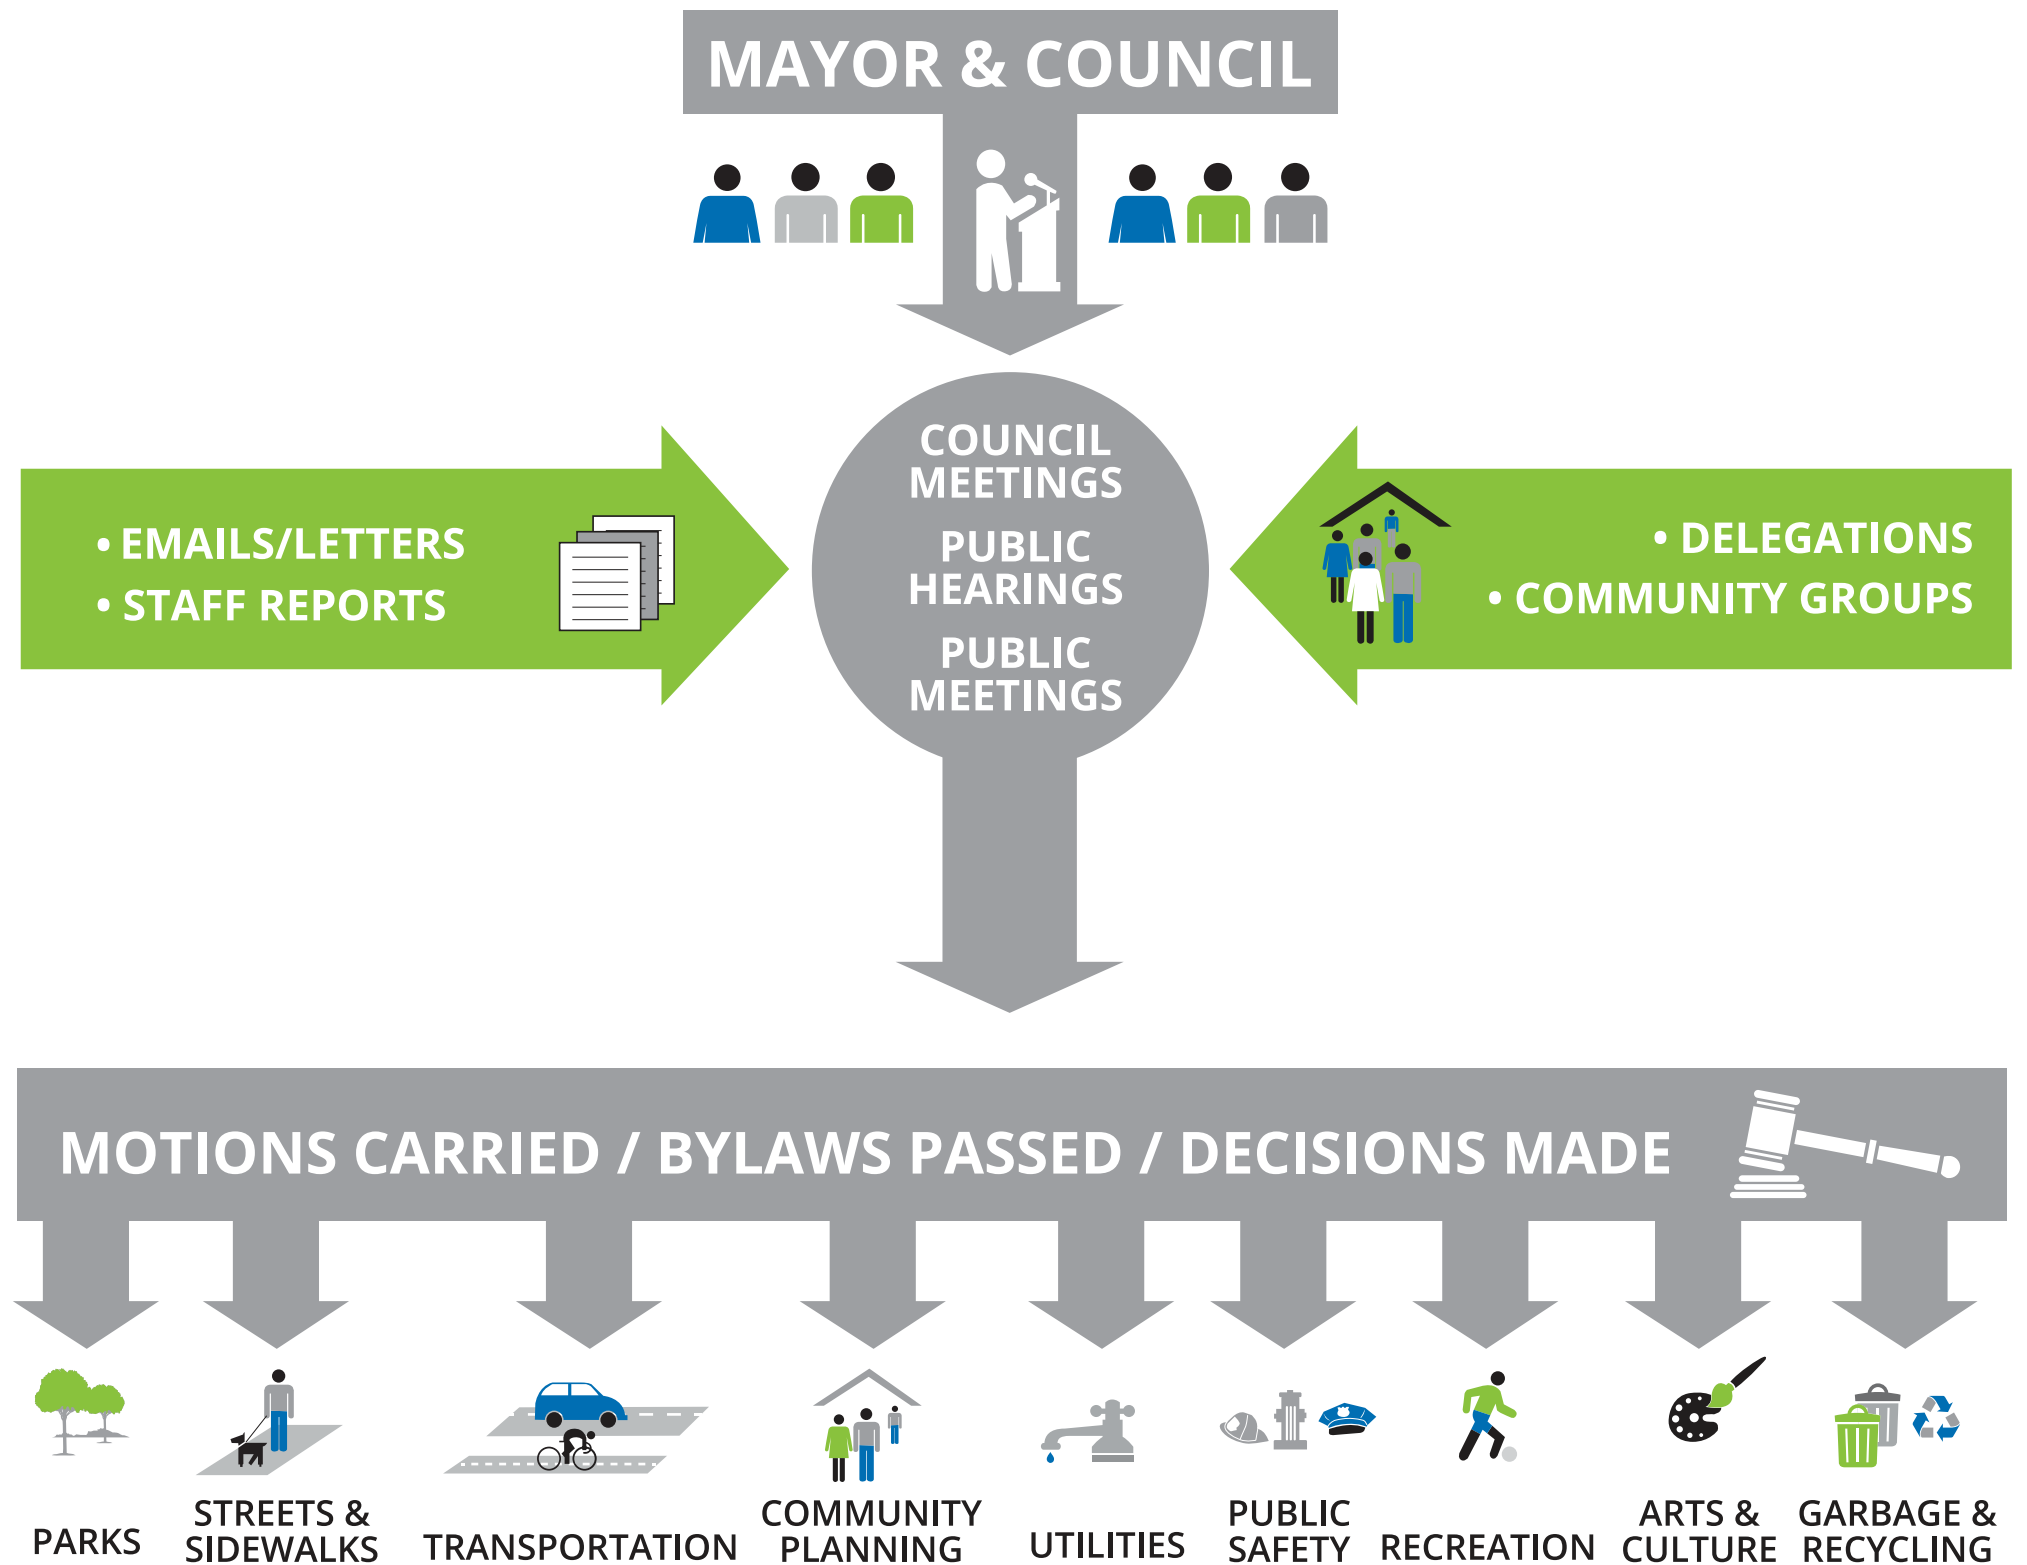 MAYOR & COUNCIL
COUNCIL
MEETINGS
PUBLIC
HEARINGS
PUBLIC
MEETINGS
• EMAILS/LETTERS
• STAFF REPORTS
• DELEGATIONS
• COMMUNITY GROUPS
MOTIONS CARRIED / BYLAWS PASSED / DECISIONS MADE
PARKS
STREETS &
SIDEWALKS
TRANSPORTATION
COMMUNITY
PLANNING
UTILITIES
PUBLIC
SAFETY
RECREATION
ARTS &
CULTURE
GARBAGE &
RECYCLING